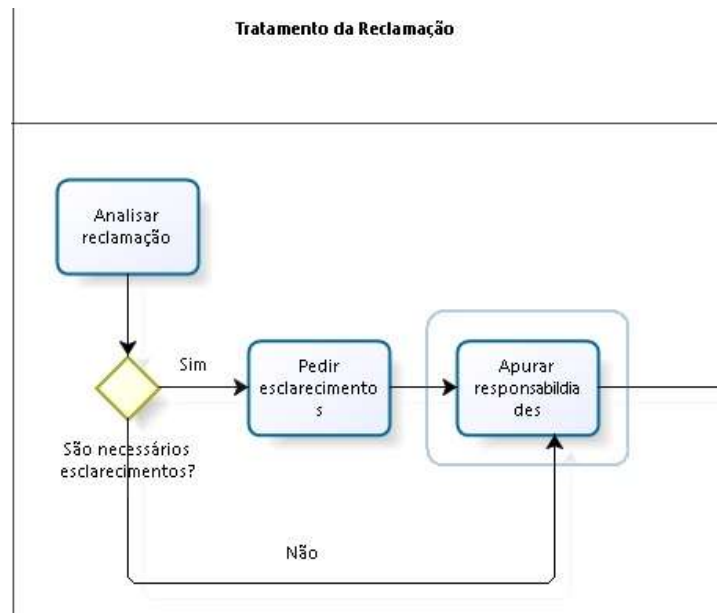 Tratamento da Reclamação
Analisar
reclamação
Sim
Pedir
esclarecimento
s
Apurar
responsabildia
des
São necessários
esclarecimentos?
Não